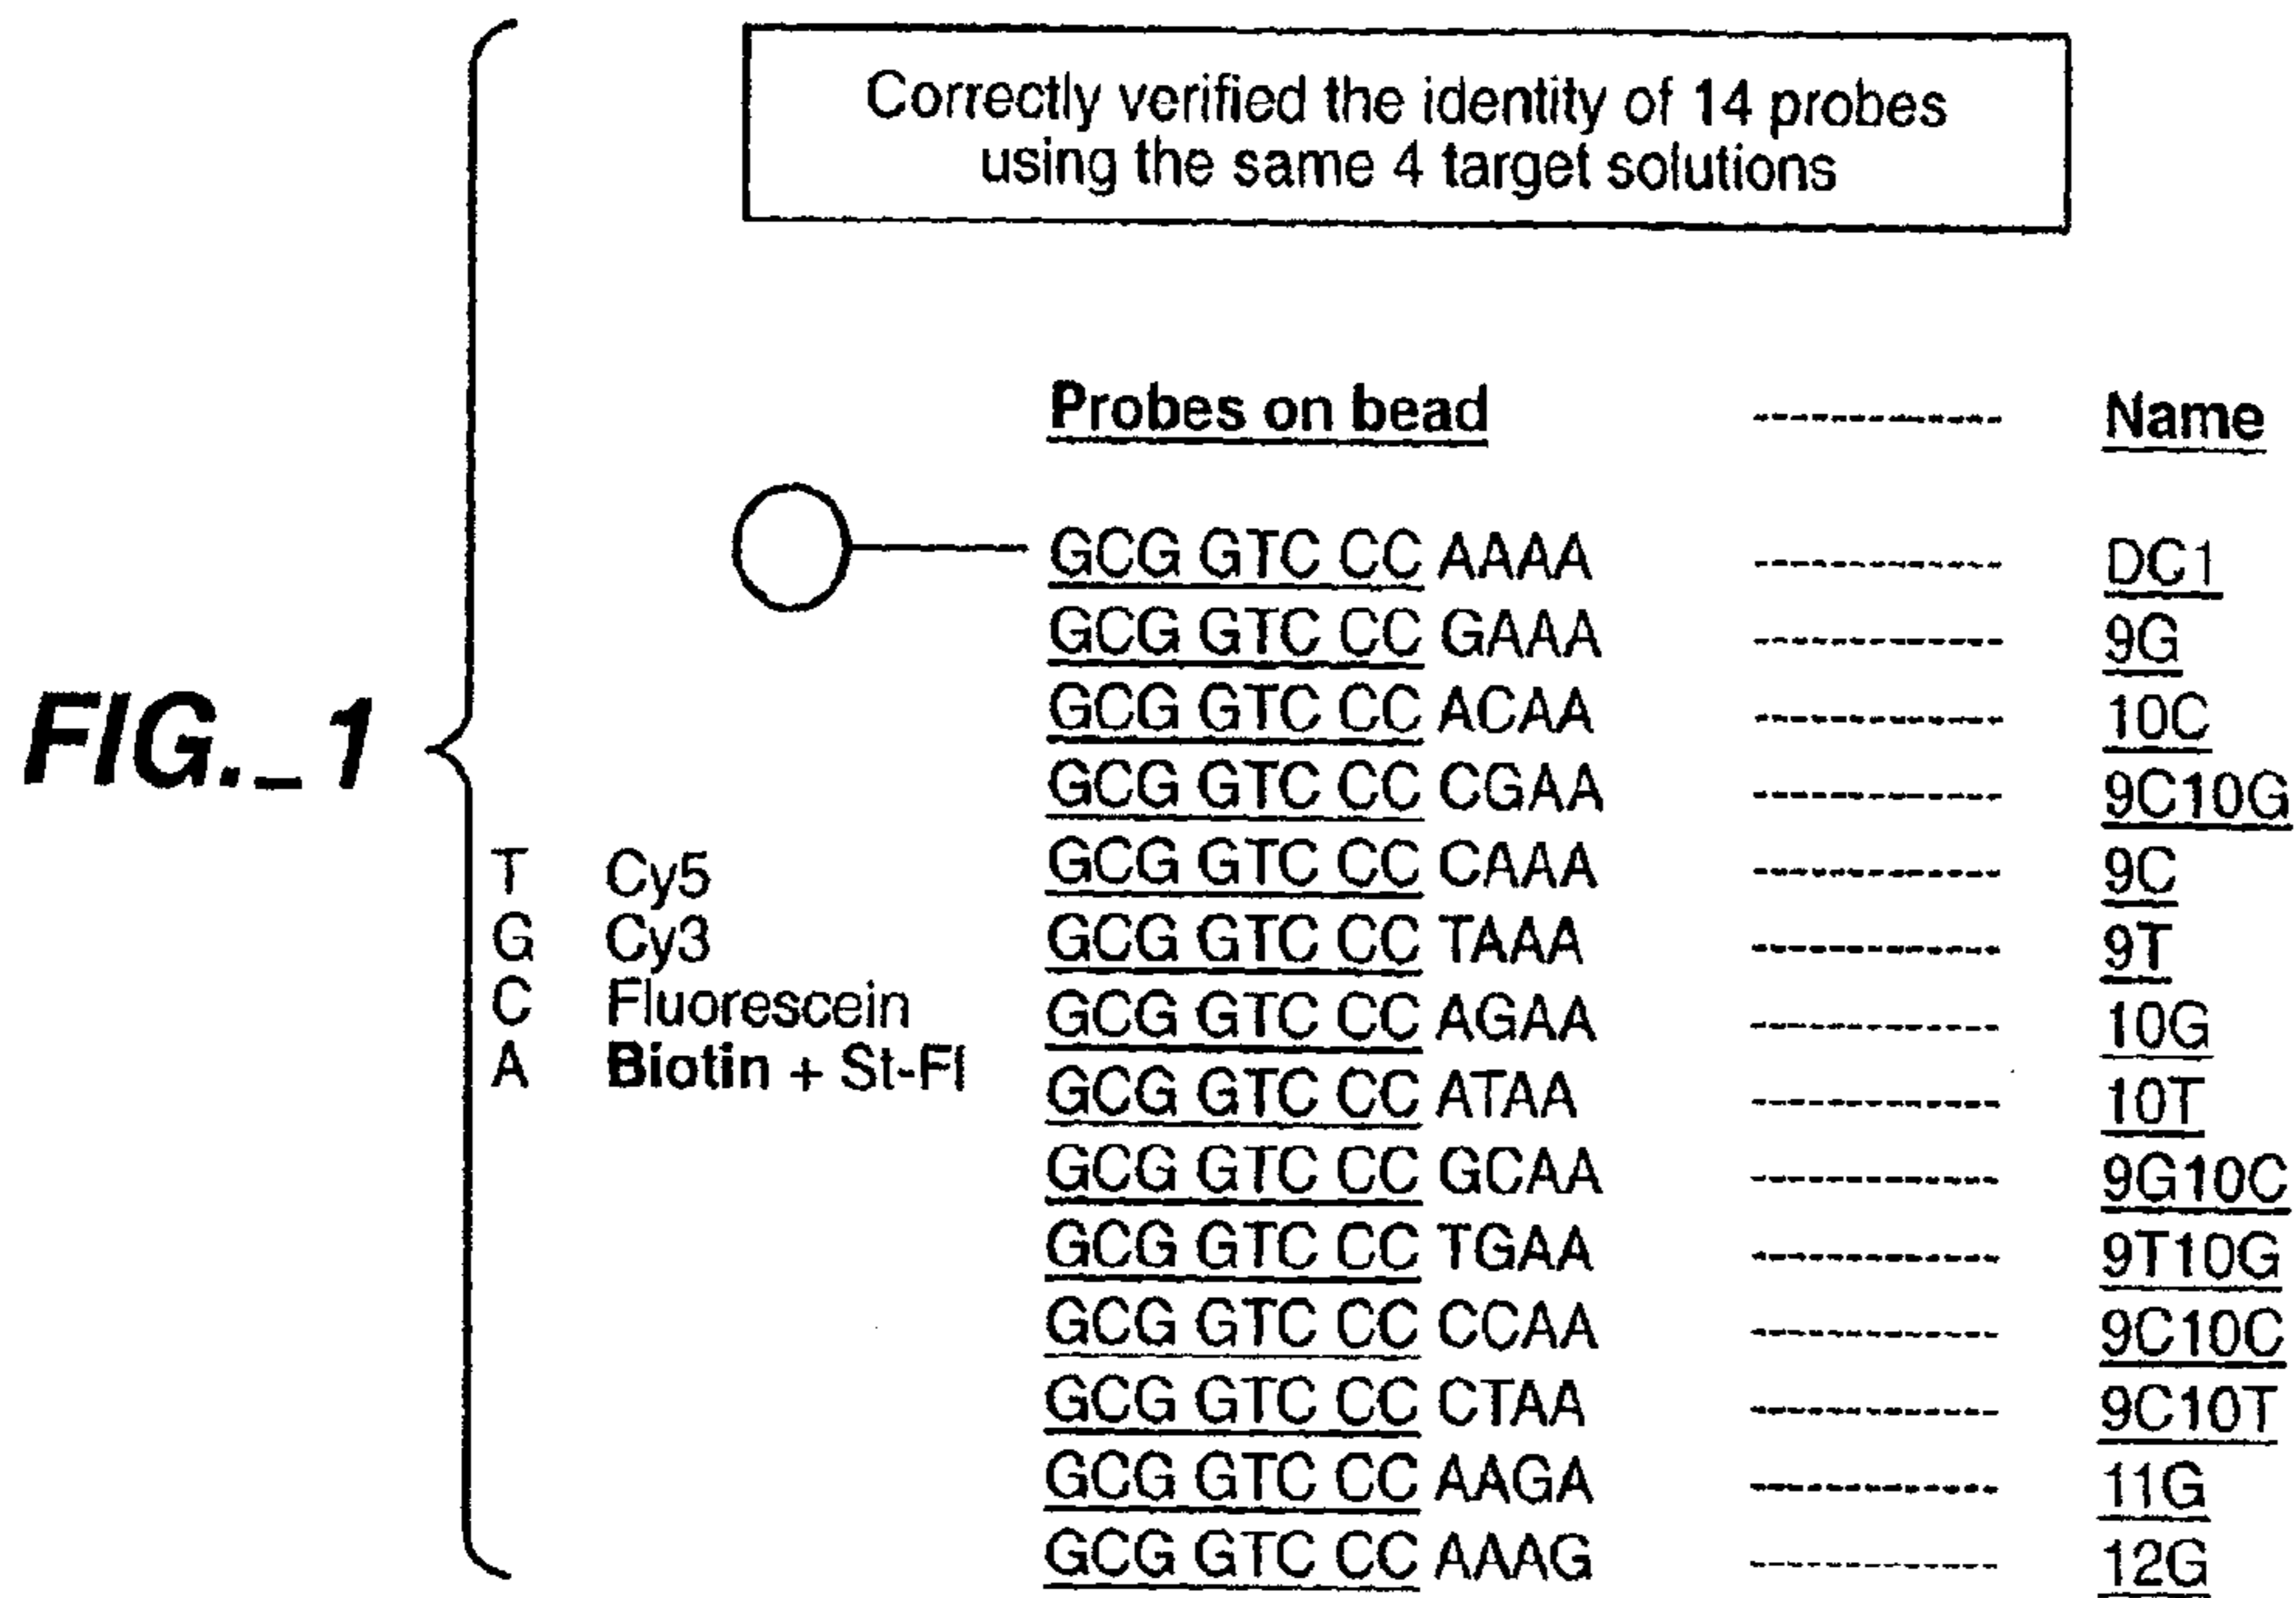 Correctly verified the identity of 14 probes
using the same 4 target solutions
Probes on bead ------------ Name
GCG GTC CC AAAA ------------ DC1
GCG GTC CC GAAA ------------ 9G
GCG GTC CC ACAA ------------ 10C
GCG GTC CC CGAA ------------ 9C10G
GCG GTC CC CAAA ------------ 9C
GCG GTC CC TAAA ------------ 9T
GCG GTC CC AGAA ------------ 10G
GCG GTC CC ATAA ------------ 10T
GCG GTC CC GCAA ------------ 9G10C
GCG GTC CC TGAA ------------ 9T10G
GCG GTC CC CCAA ------------ 9C10C
GCG GTC CC CTAA ------------ 9C10T
GCG GTC CC AAGA ------------ 11G
GCG GTC CC AAAG ------------ 12G
FIG._1
T Cy5
G Cy3
C Fluorescein
A Biotin + St-Fl